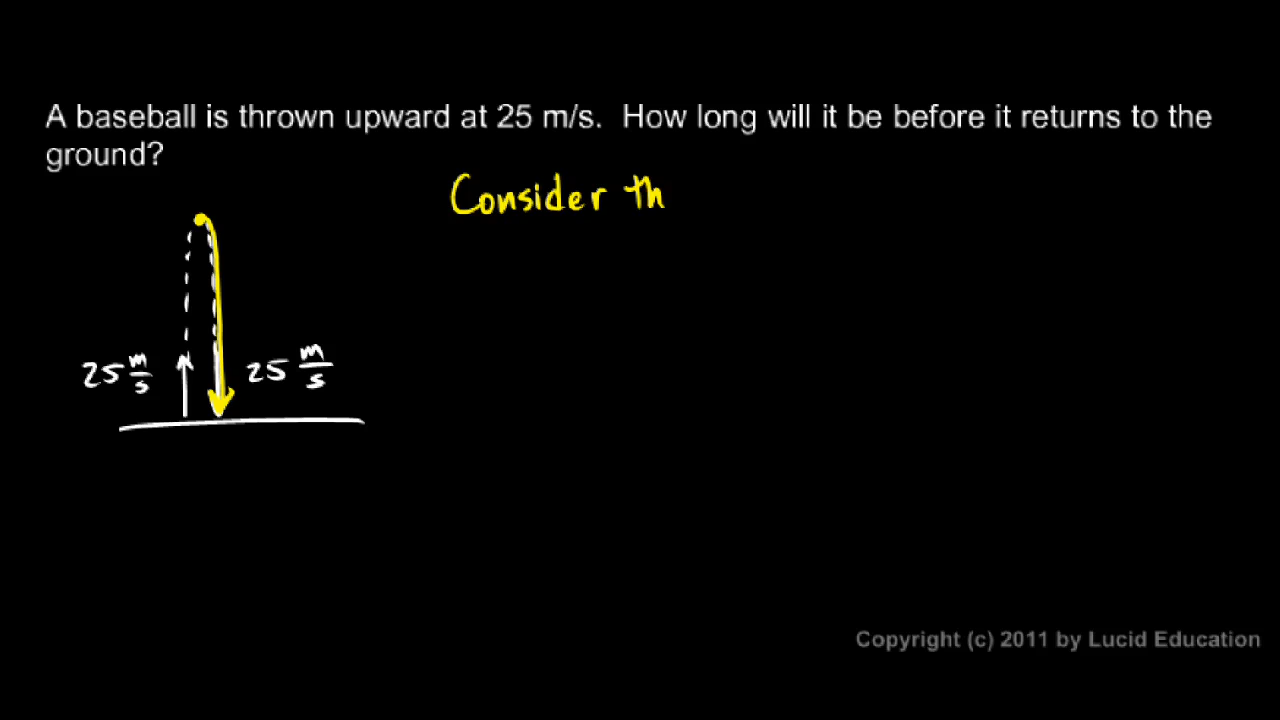 A baseball is thrown upward at 25 m/s.  How long will it be before it returns to the
ground?
Consider th
25 m/s
25 m/s
Copyright (c) 2011 by Lucid Education